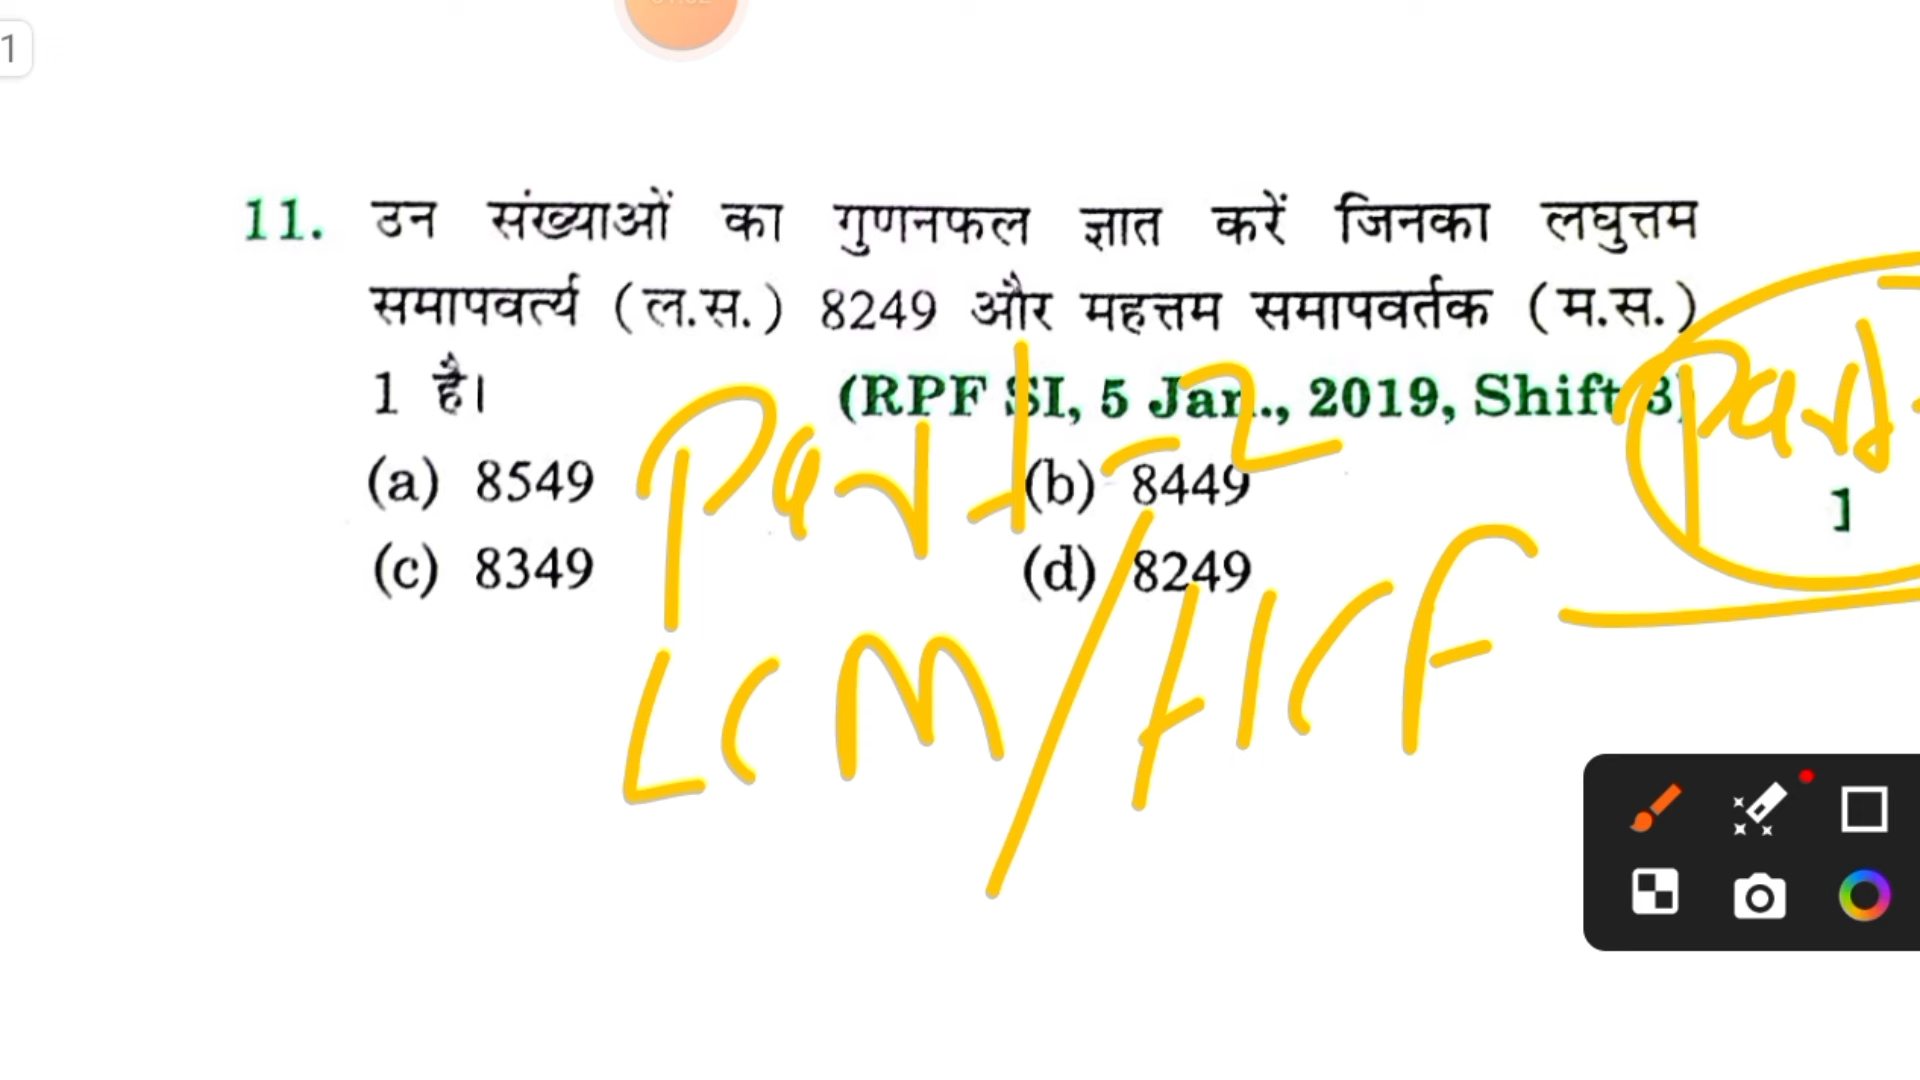 1
11. उन संख्याओं का गुणनफल ज्ञात करें जिनका लघुत्तम
समापवर्त्य (ल.स.) 8249 और महत्तम समापवर्तक (म.स.)
1 है। (RPF SI, 5 Jan., 2019, Shift 3)
(a) 8549 (b) 8449
(c) 8349 (d) 8249
Part-2
LCM/HCF
Part
1